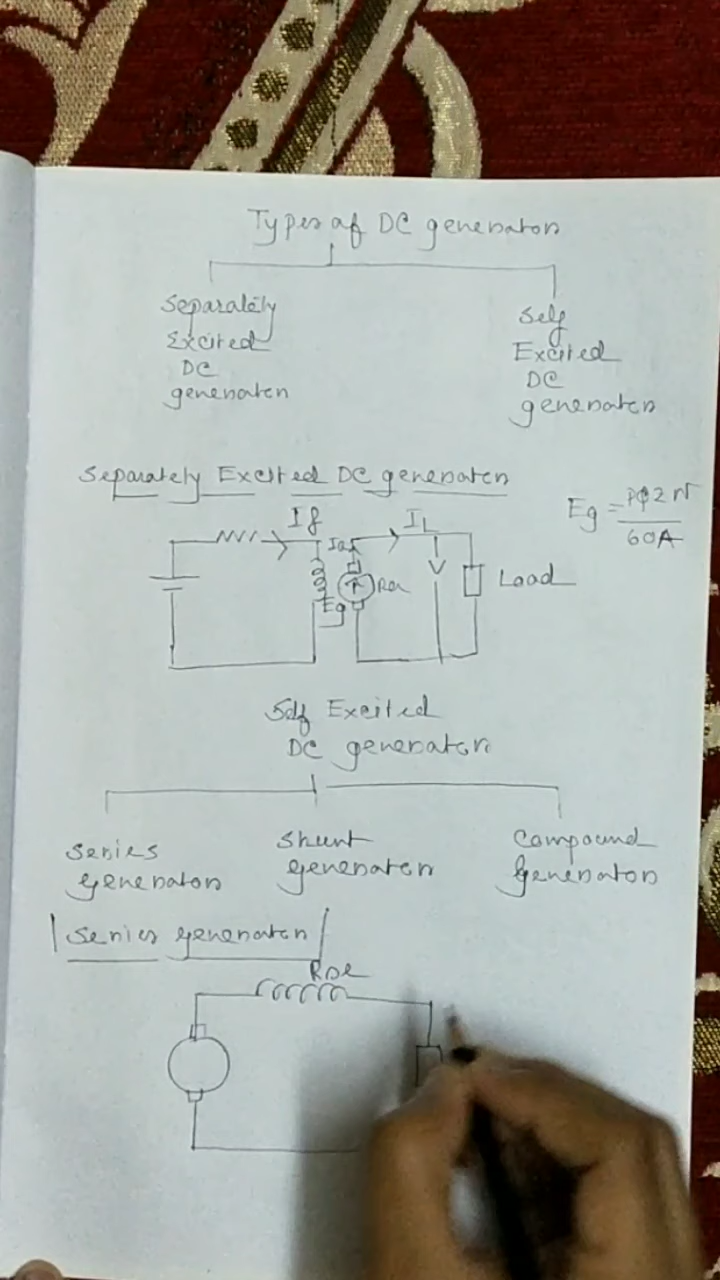 Types of DC generator
Separately
Excited
DC
generator
Self
Excited
DC
generator
Separately Excited DC generator
Eg = PΦZN/60A
If
Ia
IL
Eg
Ra
V
Load
Self Excited
DC generator
Series
generator
Shunt
generator
Compound
generator
Series generator
Rse